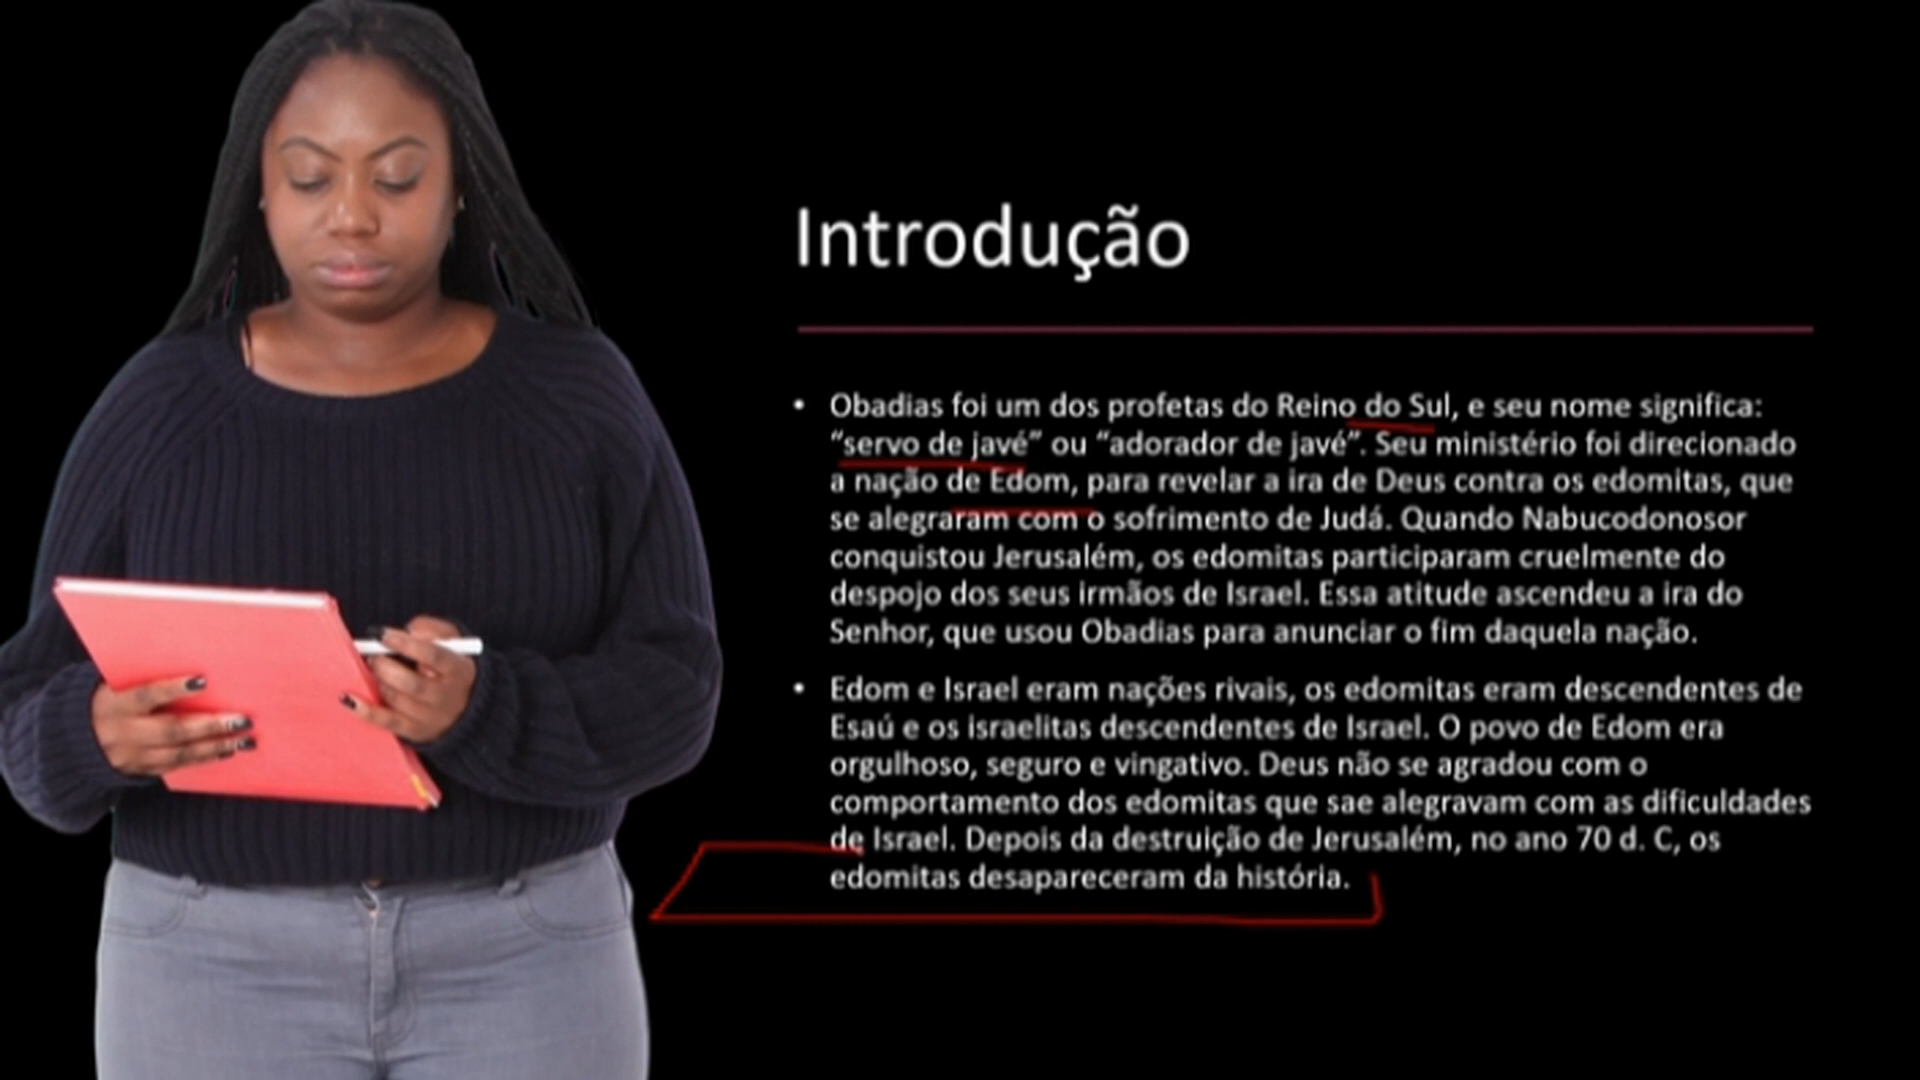 Introdução
• Obadias foi um dos profetas do Reino do Sul, e seu nome significa:
“servo de javé” ou “adorador de javé”. Seu ministério foi direcionado
a nação de Edom, para revelar a ira de Deus contra os edomitas, que
se alegraram com o sofrimento de Judá. Quando Nabucodonosor
conquistou Jerusalém, os edomitas participaram cruelmente do
despojo dos seus irmãos de Israel. Essa atitude ascendeu a ira do
Senhor, que usou Obadias para anunciar o fim daquela nação.
• Edom e Israel eram nações rivais, os edomitas eram descendentes de
Esaú e os israelitas descendentes de Israel. O povo de Edom era
orgulhoso, seguro e vingativo. Deus não se agradou com o
comportamento dos edomitas que sae alegravam com as dificuldades
de Israel. Depois da destruição de Jerusalém, no ano 70 d. C, os
edomitas desapareceram da história.